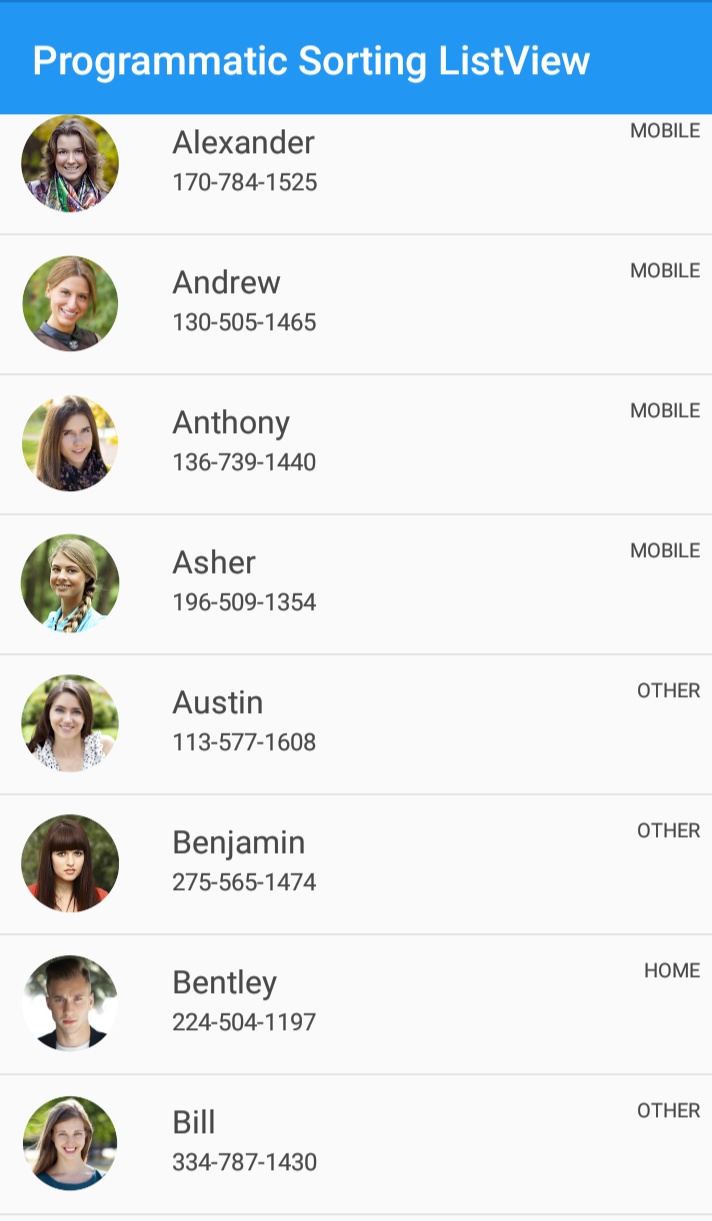 Programmatic Sorting ListView
Alexander
MOBILE
170-784-1525
Andrew
MOBILE
130-505-1465
Anthony
MOBILE
136-739-1440
Asher
MOBILE
196-509-1354
Austin
OTHER
113-577-1608
Benjamin
OTHER
275-565-1474
Bentley
HOME
224-504-1197
Bill
OTHER
334-787-1430